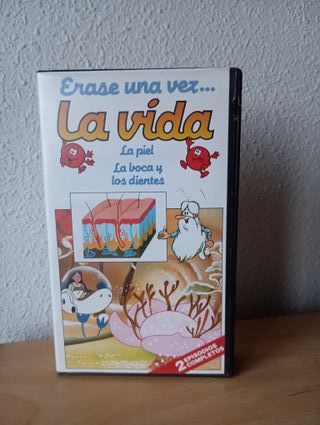 Erase una vez...
La vida
La piel
La boca y
los dientes
2 EPISODIOS
COMPLETOS